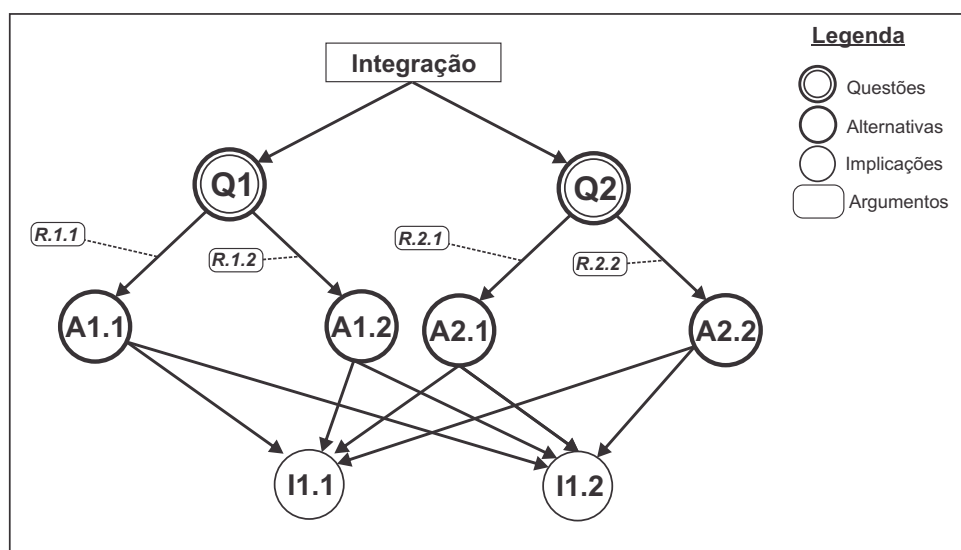 Integração
Legenda
Questões
Alternativas
Implicações
Argumentos
Q1
Q2
R.1.1
R.1.2
R.2.1
R.2.2
A1.1
A1.2
A2.1
A2.2
I1.1
I1.2